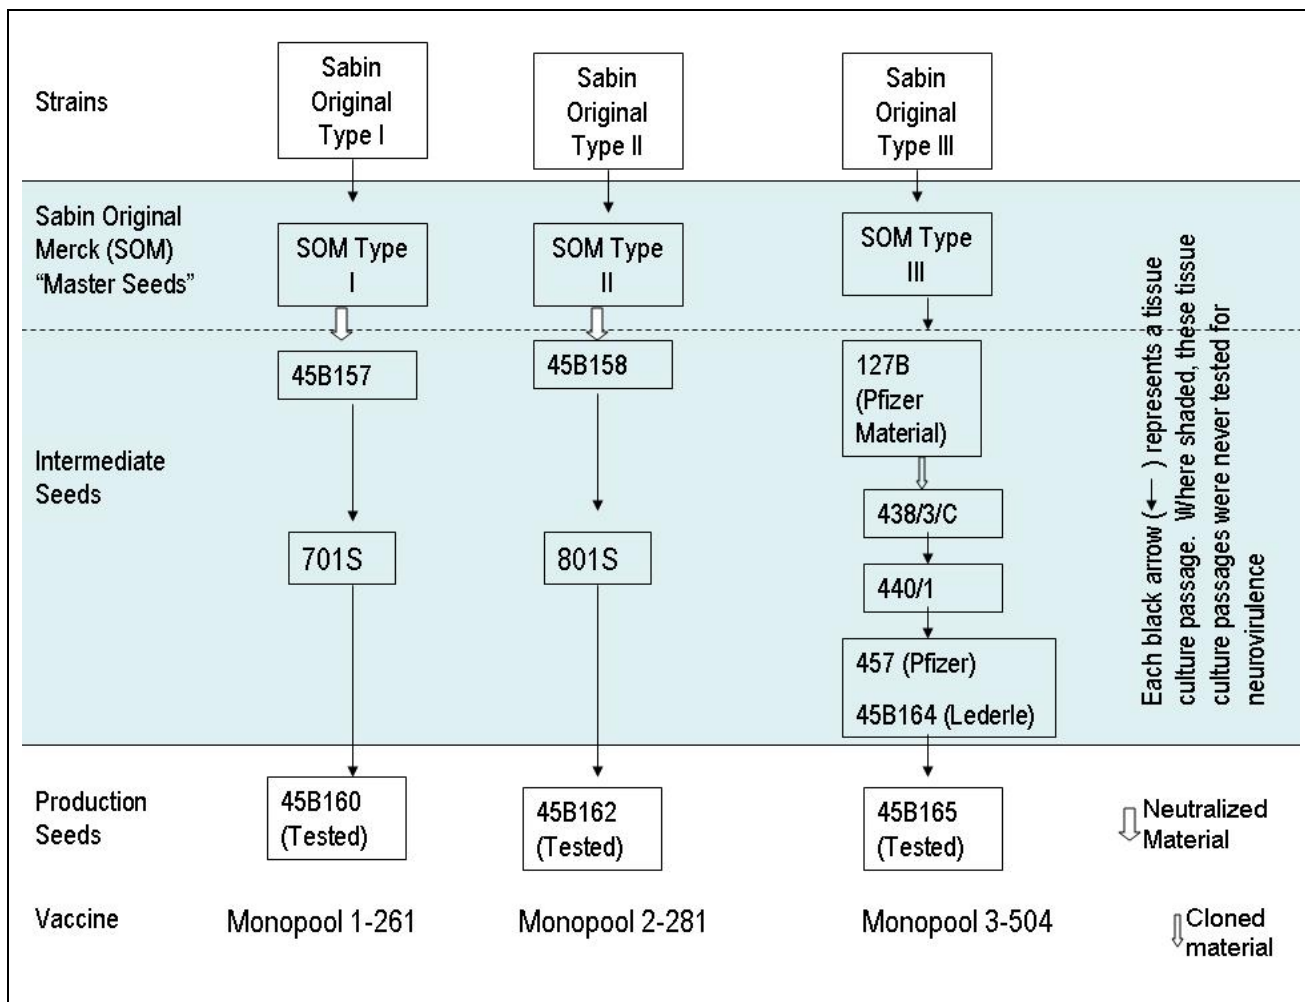 Strains
Sabin
Original
Type I
Sabin
Original
Type II
Sabin
Original
Type III
Sabin Original
Merck (SOM)
“Master Seeds”
SOM Type
I
SOM Type
II
SOM Type
III
Intermediate
Seeds
45B157
45B158
127B
(Pfizer
Material)
438/3/C
701S
801S
440/1
457 (Pfizer)
45B164 (Lederle)
Each black arrow (←) represents a tissue
culture passage. Where shaded, these tissue
culture passages were never tested for
neurovirulence
Production
Seeds
45B160
(Tested)
45B162
(Tested)
45B165
(Tested)
Neutralized
Material
Vaccine
Monopool 1-261
Monopool 2-281
Monopool 3-504
Cloned
material